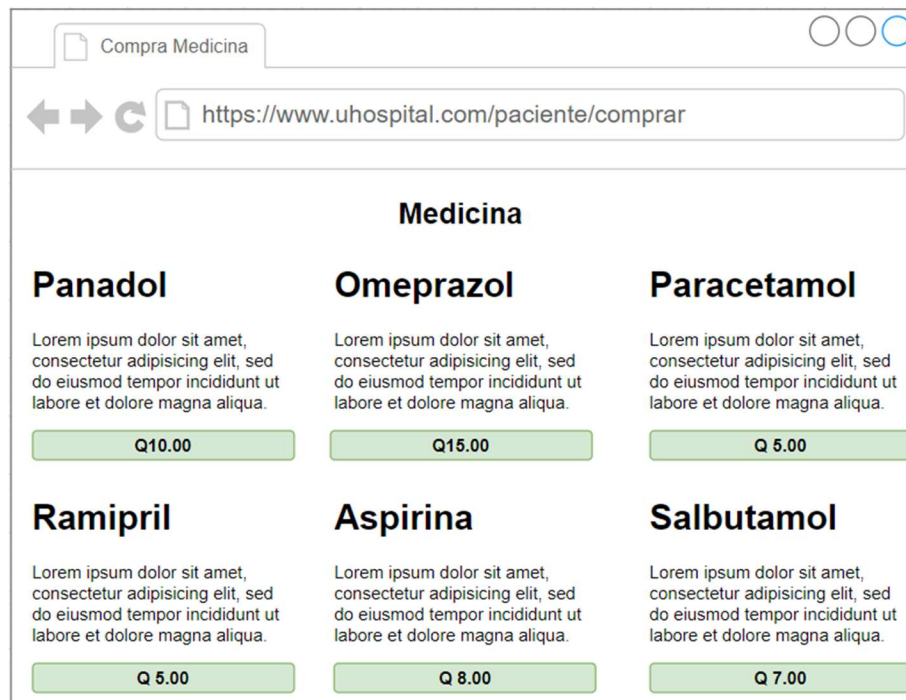 Compra Medicina
https://www.uhospital.com/paciente/comprar
Medicina
Panadol
Lorem ipsum dolor sit amet,
consectetur adipisicing elit, sed
do eiusmod tempor incididunt ut
labore et dolore magna aliqua.
Q10.00
Omeprazol
Lorem ipsum dolor sit amet,
consectetur adipisicing elit, sed
do eiusmod tempor incididunt ut
labore et dolore magna aliqua.
Q15.00
Paracetamol
Lorem ipsum dolor sit amet,
consectetur adipisicing elit, sed
do eiusmod tempor incididunt ut
labore et dolore magna aliqua.
Q 5.00
Ramipril
Lorem ipsum dolor sit amet,
consectetur adipisicing elit, sed
do eiusmod tempor incididunt ut
labore et dolore magna aliqua.
Q 5.00
Aspirina
Lorem ipsum dolor sit amet,
consectetur adipisicing elit, sed
do eiusmod tempor incididunt ut
labore et dolore magna aliqua.
Q 8.00
Salbutamol
Lorem ipsum dolor sit amet,
consectetur adipisicing elit, sed
do eiusmod tempor incididunt ut
labore et dolore magna aliqua.
Q 7.00